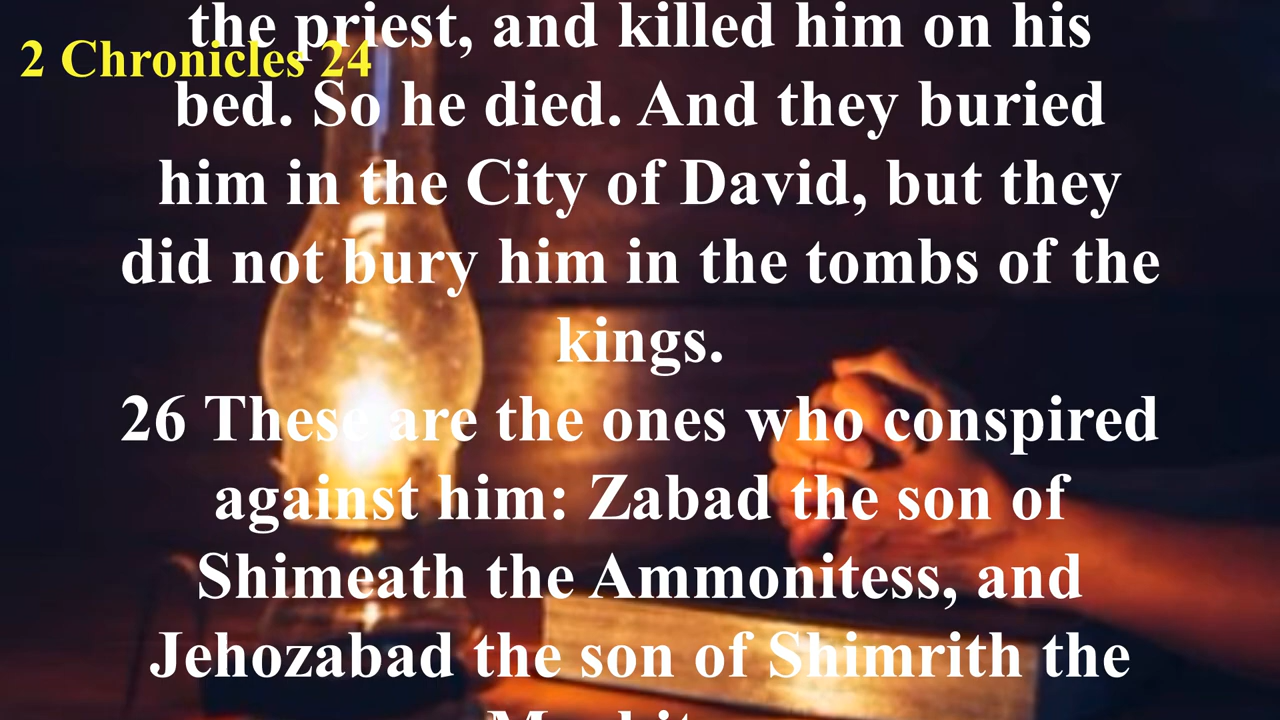 the priest, and killed him on his
2 Chronicles 24
bed. So he died. And they buried
him in the City of David, but they
did not bury him in the tombs of the
kings.
26 These are the ones who conspired
against him: Zabad the son of
Shimeath the Ammonitess, and
Jehozabad the son of Shimrith the